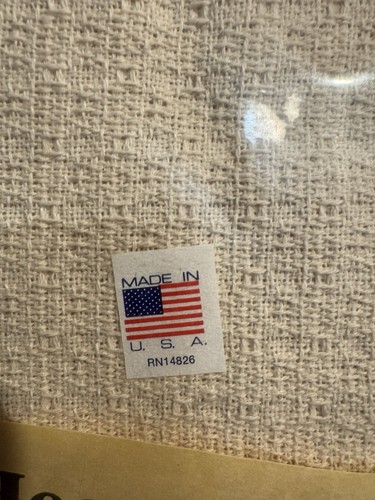 MADE IN
U. S. A.
RN14826